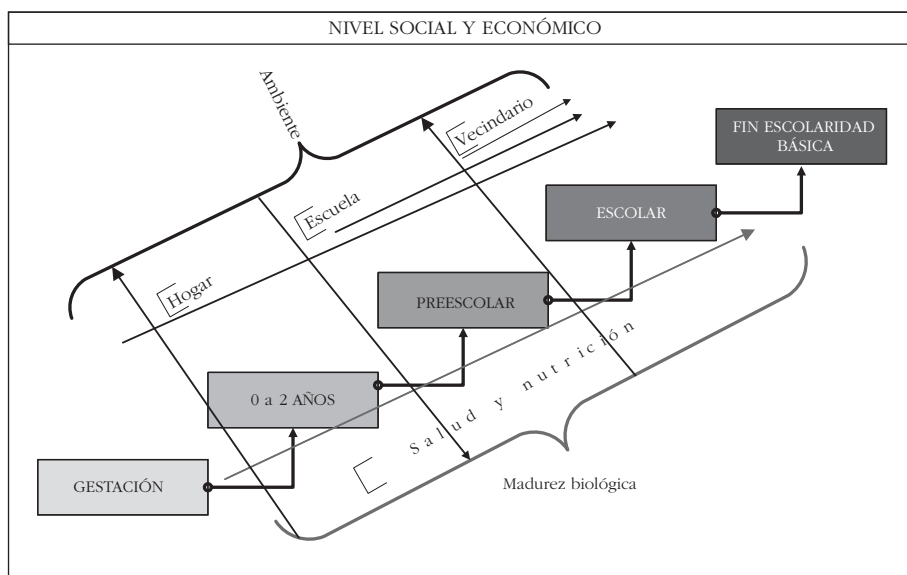 NIVEL SOCIAL Y ECONÓMICO
Ambiente
Vecindario
FIN ESCOLARIDAD
BÁSICA
Escuela
ESCOLAR
Hogar
PREESCOLAR
Salud y nutrición
0 a 2 AÑOS
GESTACIÓN
Madurez biológica